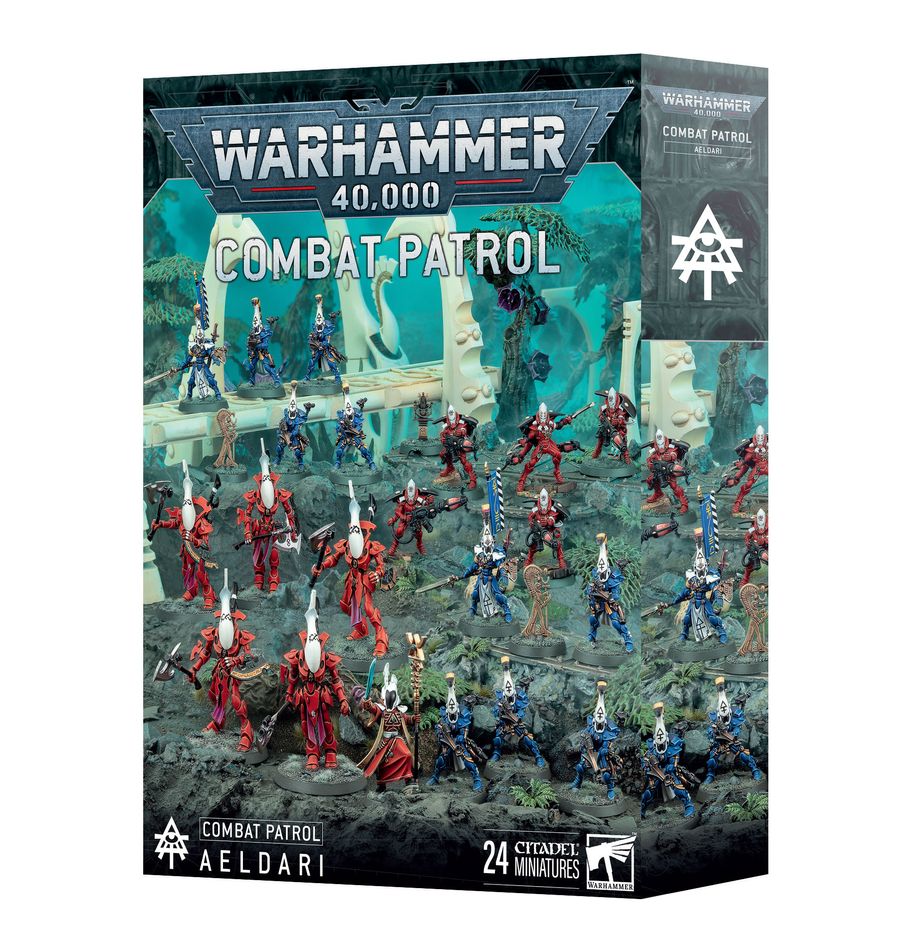 WARHAMMER
40,000
COMBAT PATROL
COMBAT PATROL
AELDARI
24 CITADEL
MINIATURES
WARHAMMER
WARHAMMER
40,000
COMBAT PATROL
AELDARI